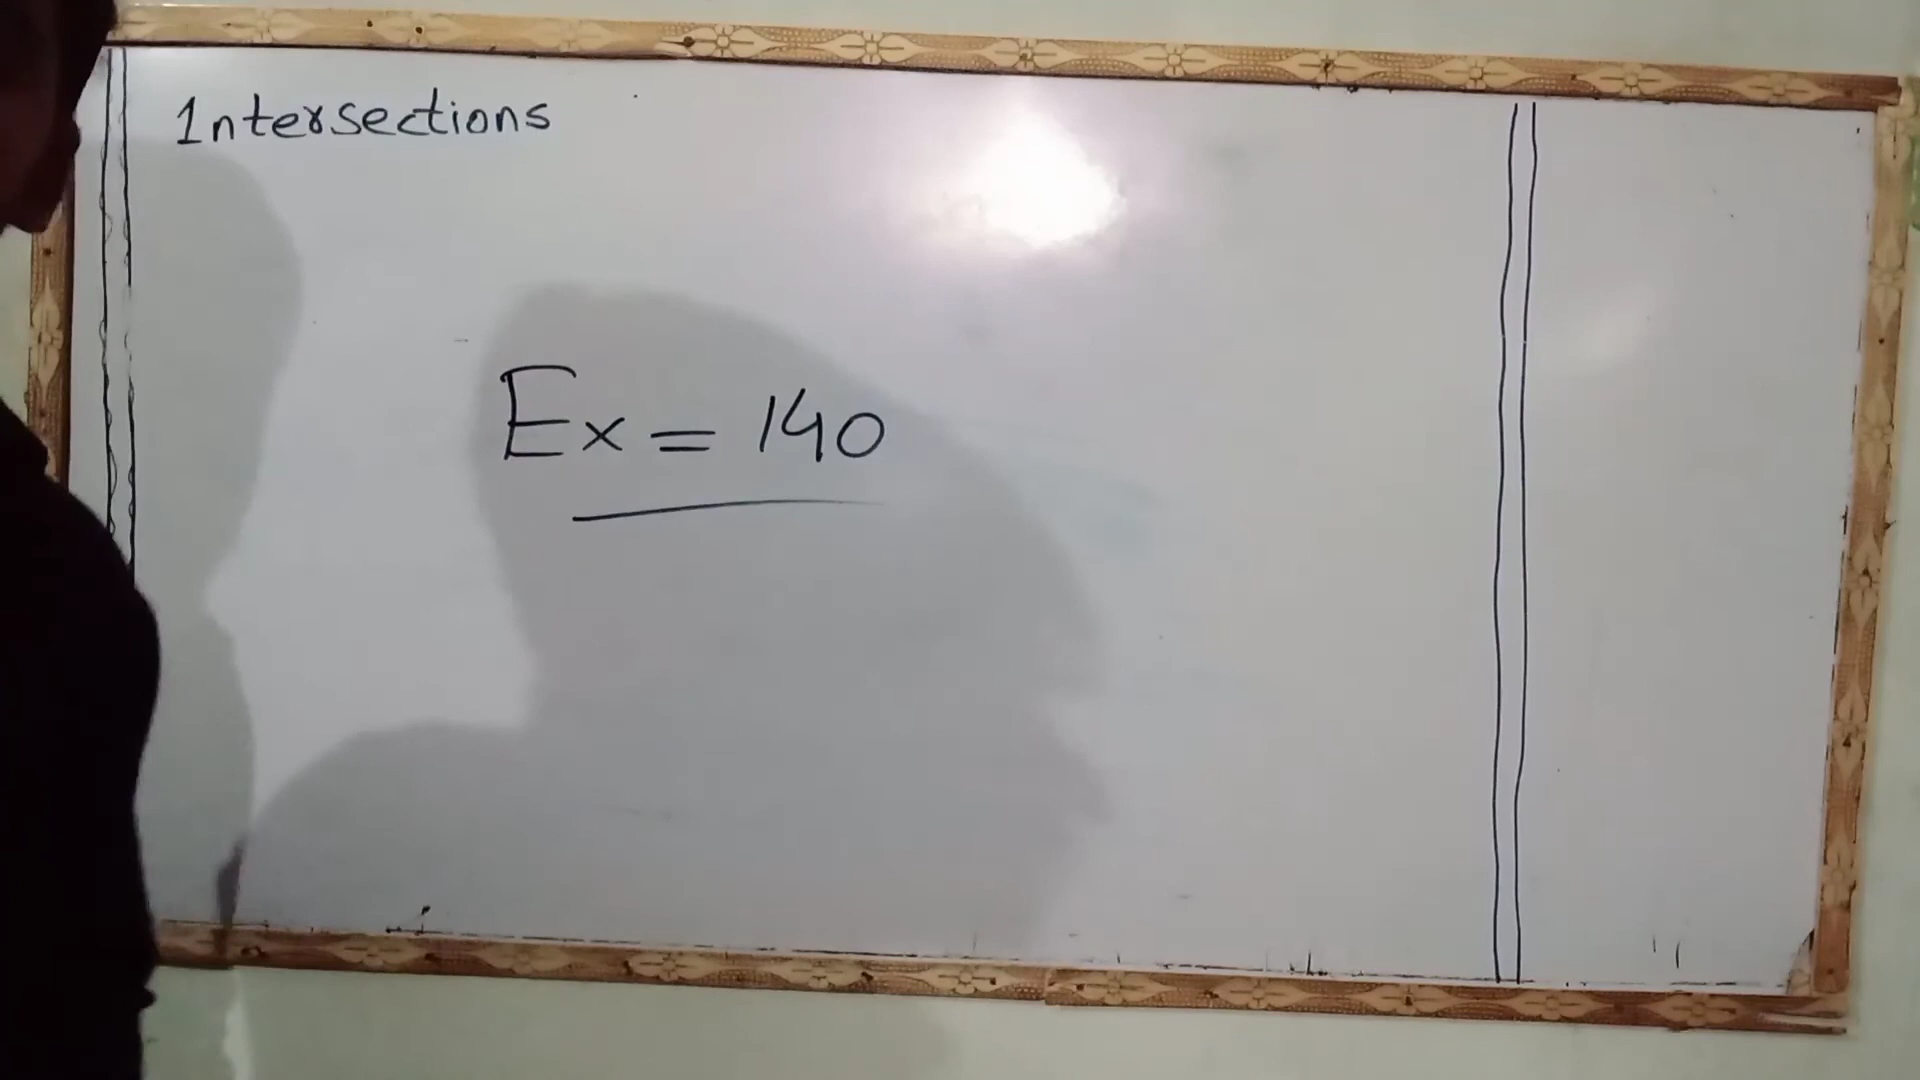 Intersections
Ex = 140